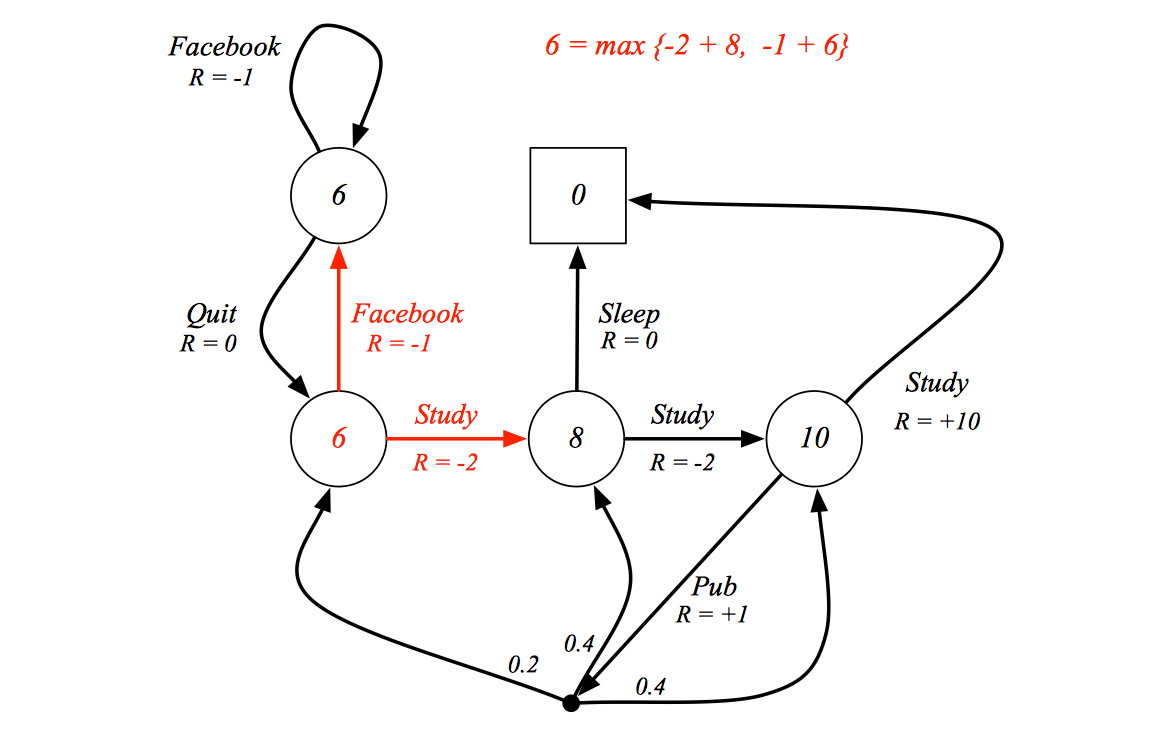 Facebook
R = -1
6 = max {-2 + 8, -1 + 6}
6
0
Quit
R = 0
Facebook
R = -1
Sleep
R = 0
6
Study
R = -2
8
Study
R = -2
10
Study
R = +10
Pub
R = +1
0.2
0.4
0.4